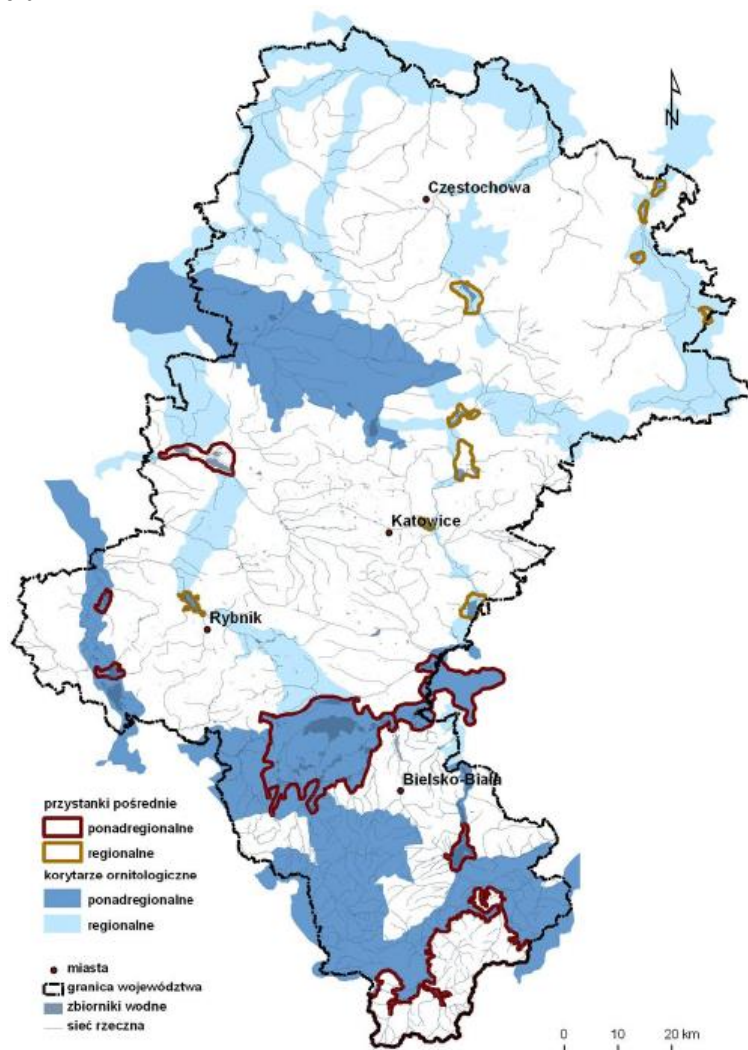 N
Częstochowa
Katowice
Rybnik
Bielsko-Biała
przystanki pośrednie
ponadregionalne
regionalne
korytarze ornitologiczne
ponadregionalne
regionalne
miasta
granica województwa
zbiorniki wodne
sieć rzeczna
0 10 20 km